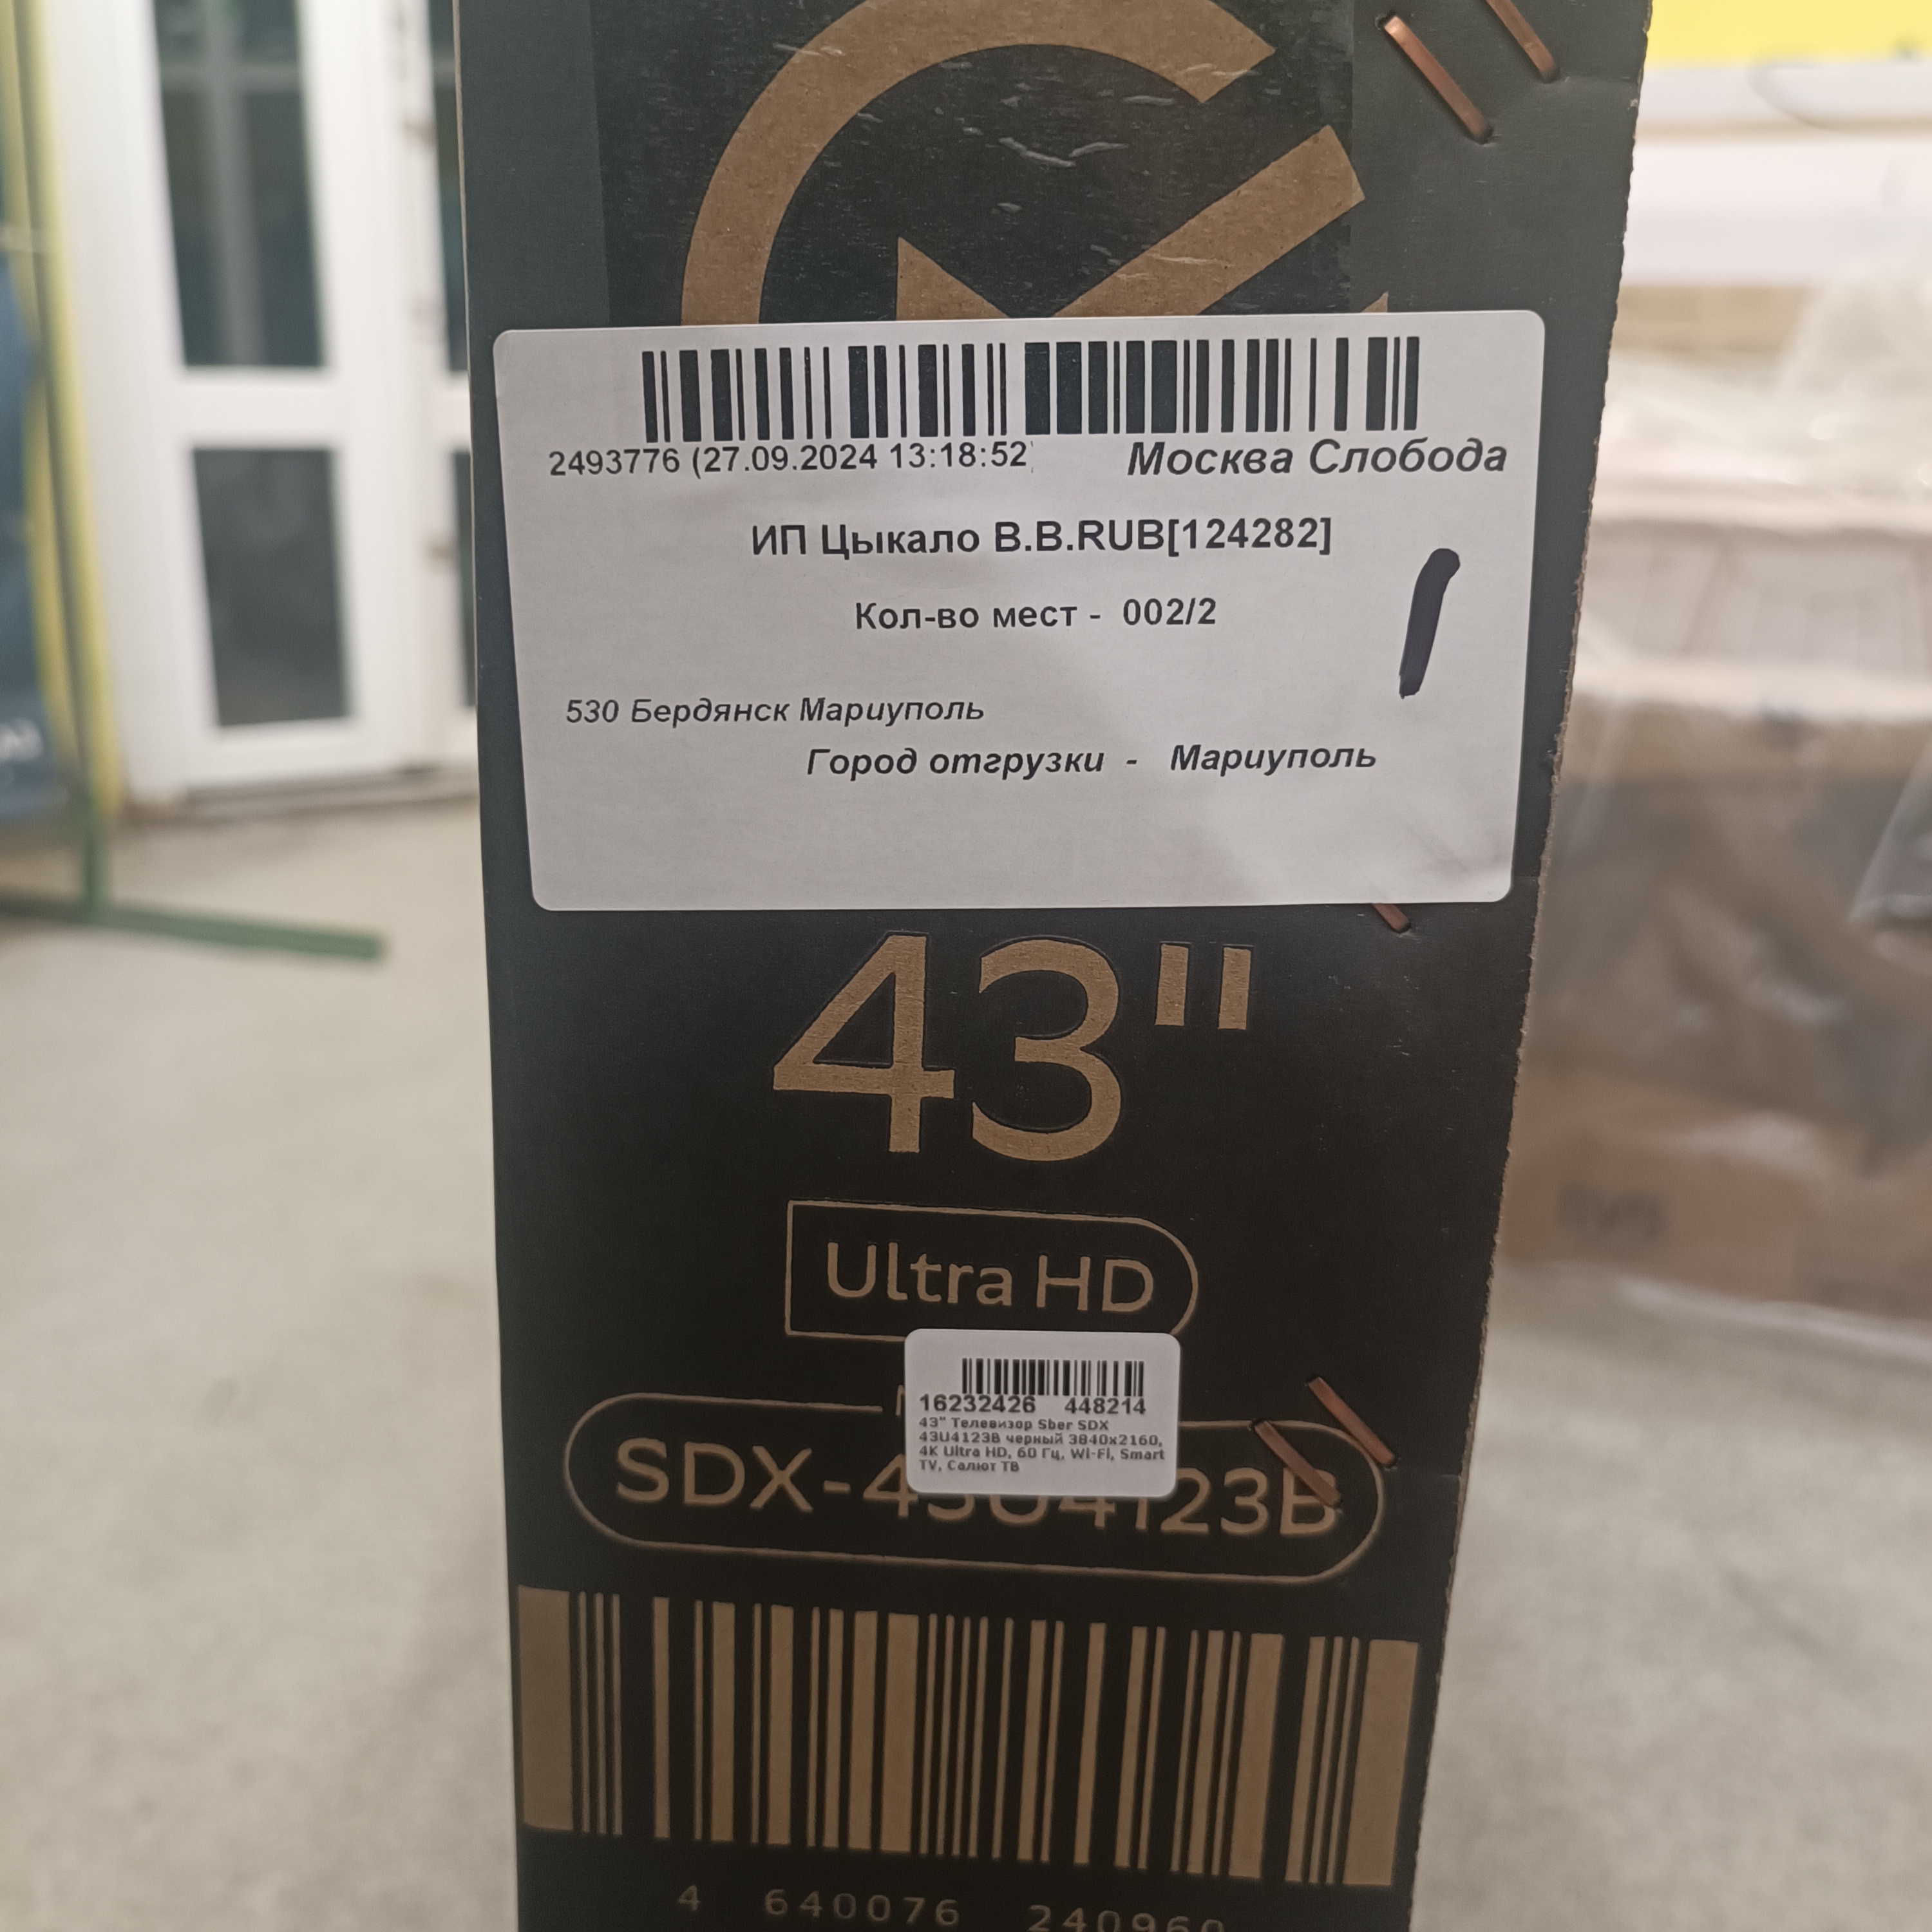 2493776 (27.09.2024 13:18:52)
Москва Слобода
ИП Цыкало В.В.RUB[124282]
Кол-во мест - 002/2
530 Бердянск Мариуполь
Город отгрузки - Мариуполь
43"
Ultra HD
16232426 448214
43" Телевизор Sber SDX
43U4123B черный 3840x2160,
4K Ultra HD, 60 Гц, Wi-Fi, Smart
TV, Салют ТВ
SDX-43U4123B
4 640076 240960